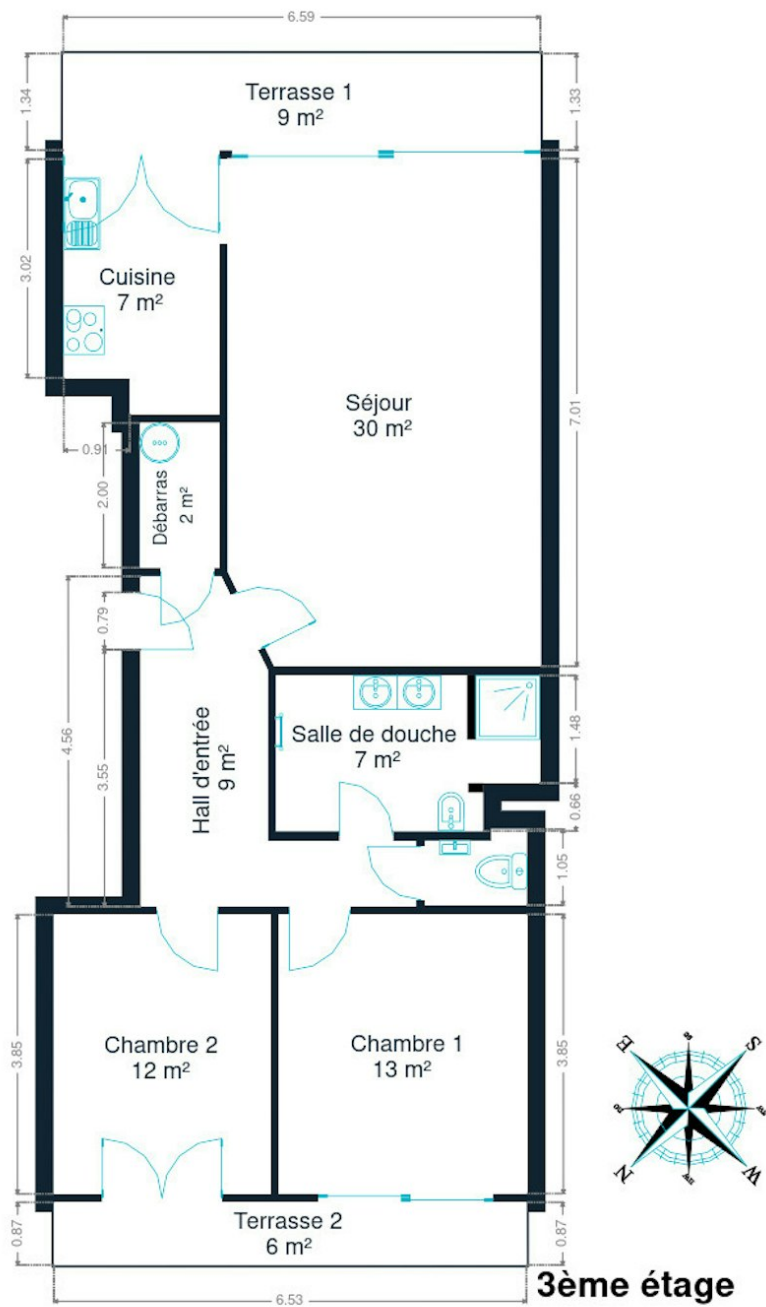 6.59
1.34
1.33
Terrasse 1
9 m²
3.02
Cuisine
7 m²
Séjour
30 m²
7.01
0.91
2.00
Débarras
2 m²
0.79
4.56
3.55
Hall d'entrée
9 m²
Salle de douche
7 m²
1.48
0.66
1.05
3.85
Chambre 2
12 m²
Chambre 1
13 m²
3.85
E
S
N
W
0.87
Terrasse 2
6 m²
0.87
6.53
3ème étage